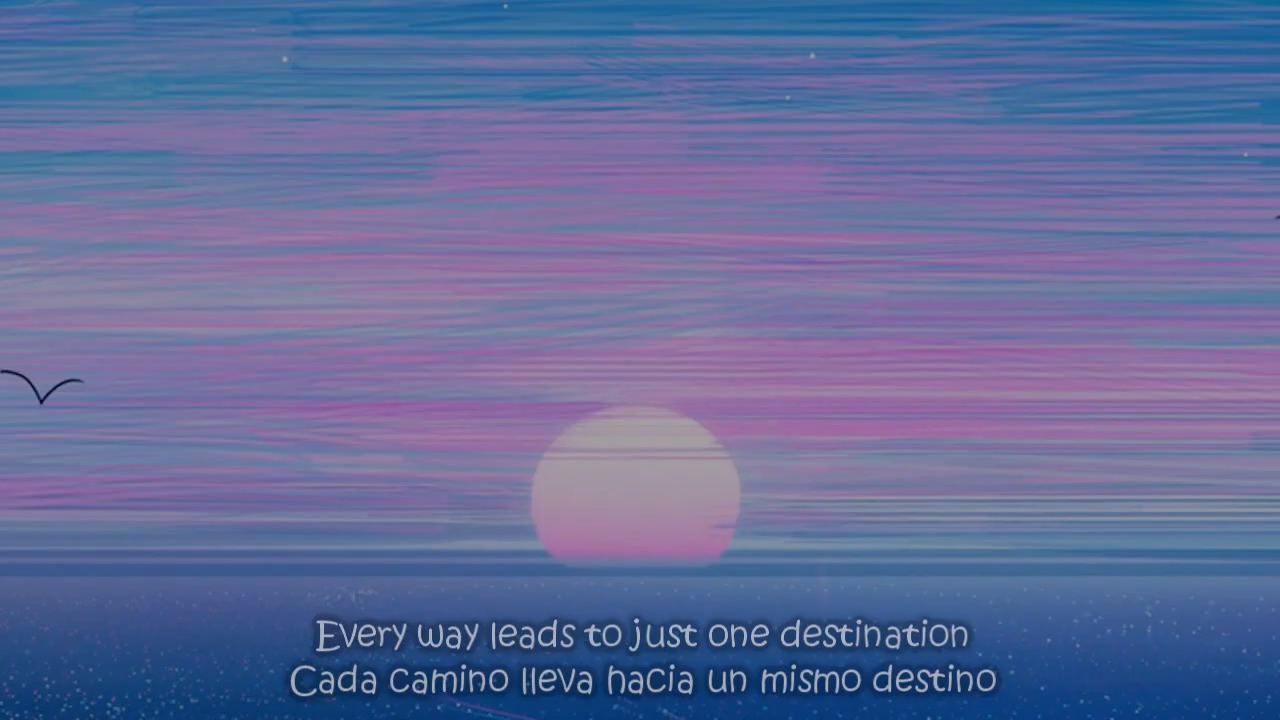 Every way leads to just one destination
Cada camino lleva hacia un mismo destino